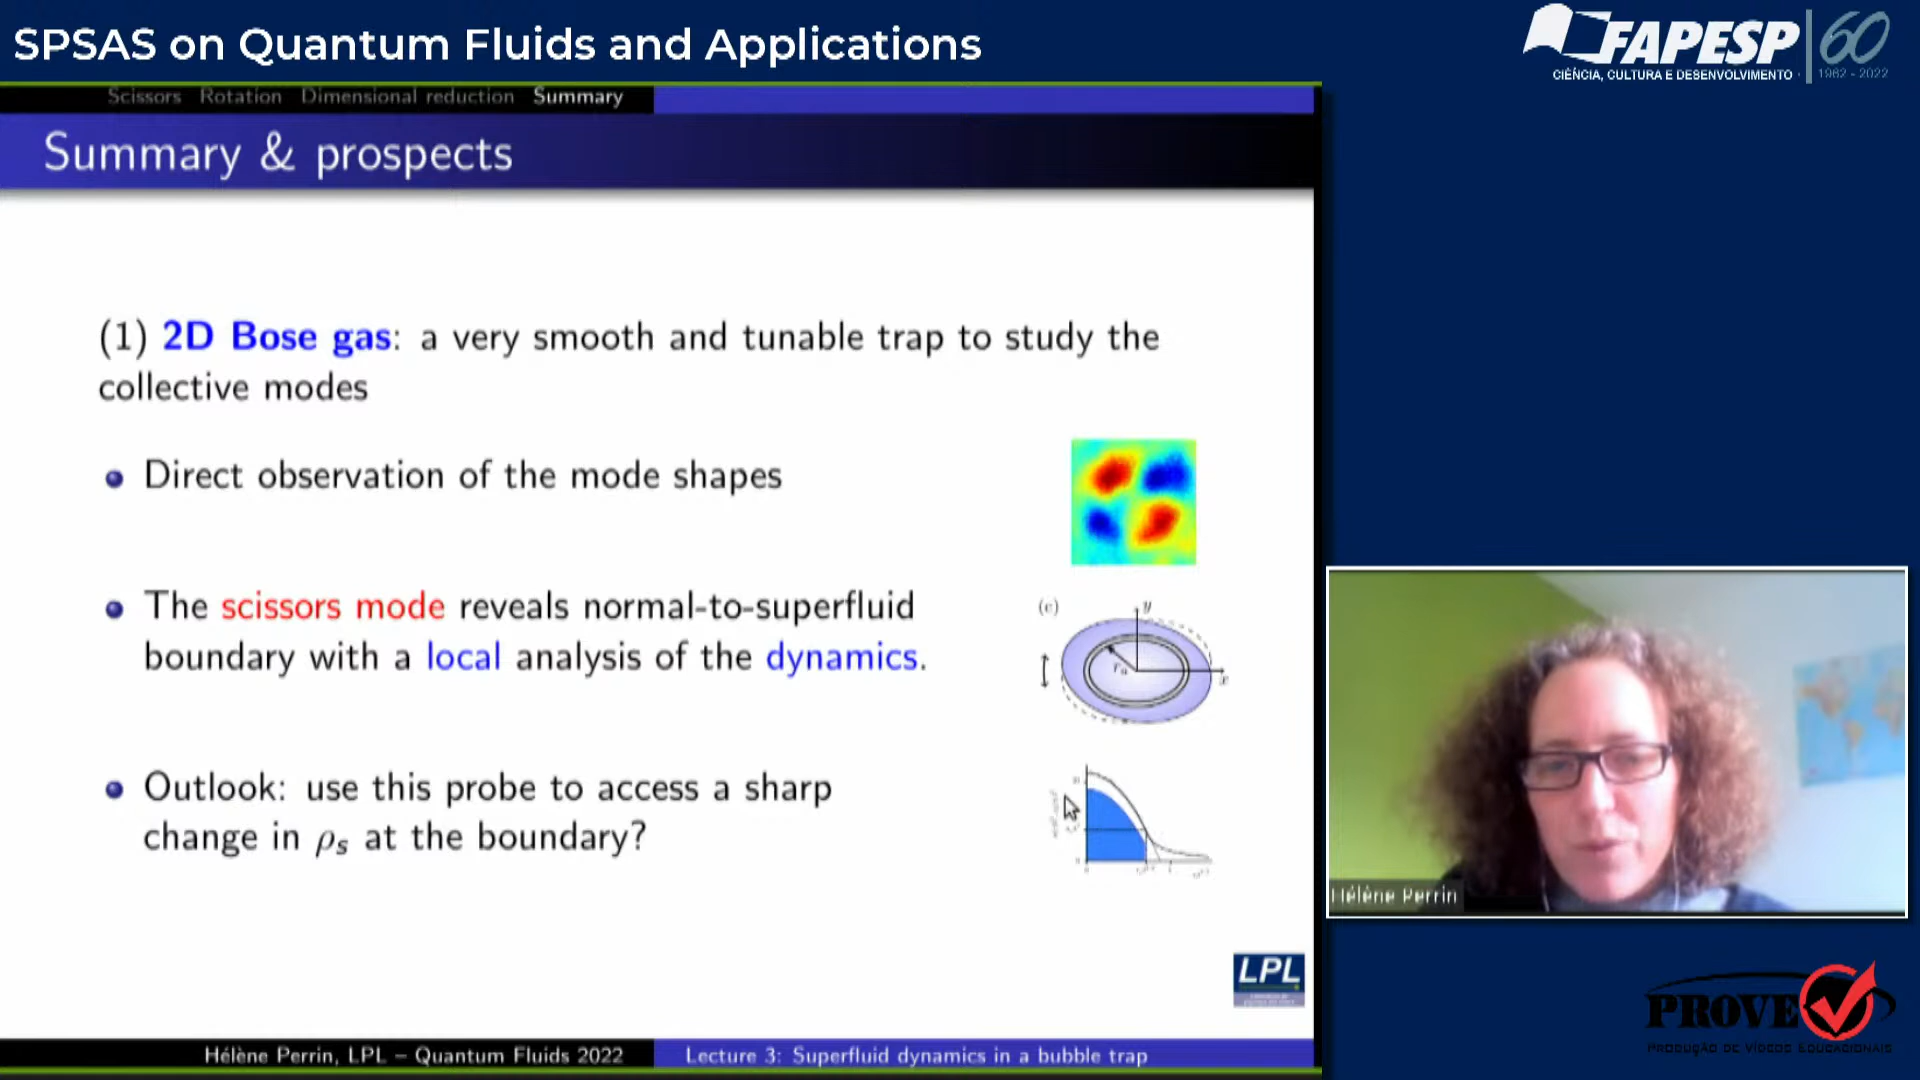 SPSAS on Quantum Fluids and Applications
FAPESP 60
CIÊNCIA, CULTURA E DESENVOLVIMENTO
1962 - 2022
Scissors Rotation Dimensional reduction Summary
Summary & prospects
(1) 2D Bose gas: a very smooth and tunable trap to study the
collective modes
Direct observation of the mode shapes
The scissors mode reveals normal-to-superfluid
boundary with a local analysis of the dynamics.
(c)
y
x
Outlook: use this probe to access a sharp
change in ρs at the boundary?
Hélène Perrin
LPL
PROVE
PRODUÇÃO DE VÍDEOS EDUCACIONAIS
Hélène Perrin, LPL – Quantum Fluids 2022
Lecture 3: Superfluid dynamics in a bubble trap